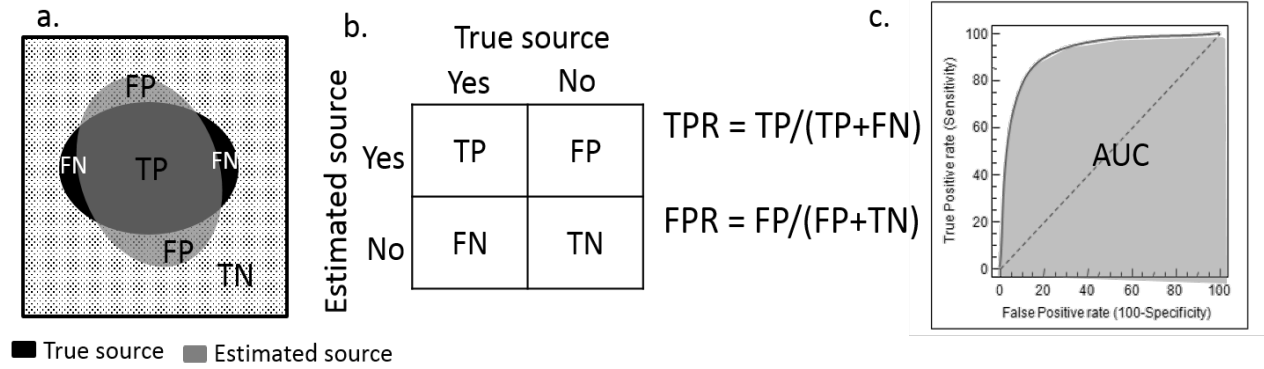 a.
FP
FN
TP
FN
FP
TN
True source
Estimated source
b.
True source
Yes
No
Estimated source
Yes
TP
FP
No
FN
TN
TPR = TP/(TP+FN)
FPR = FP/(FP+TN)
c.
True Positive rate (Sensitivity)
100
80
60
40
20
0
AUC
0
20
40
60
80
100
False Positive rate (100-Specificity)